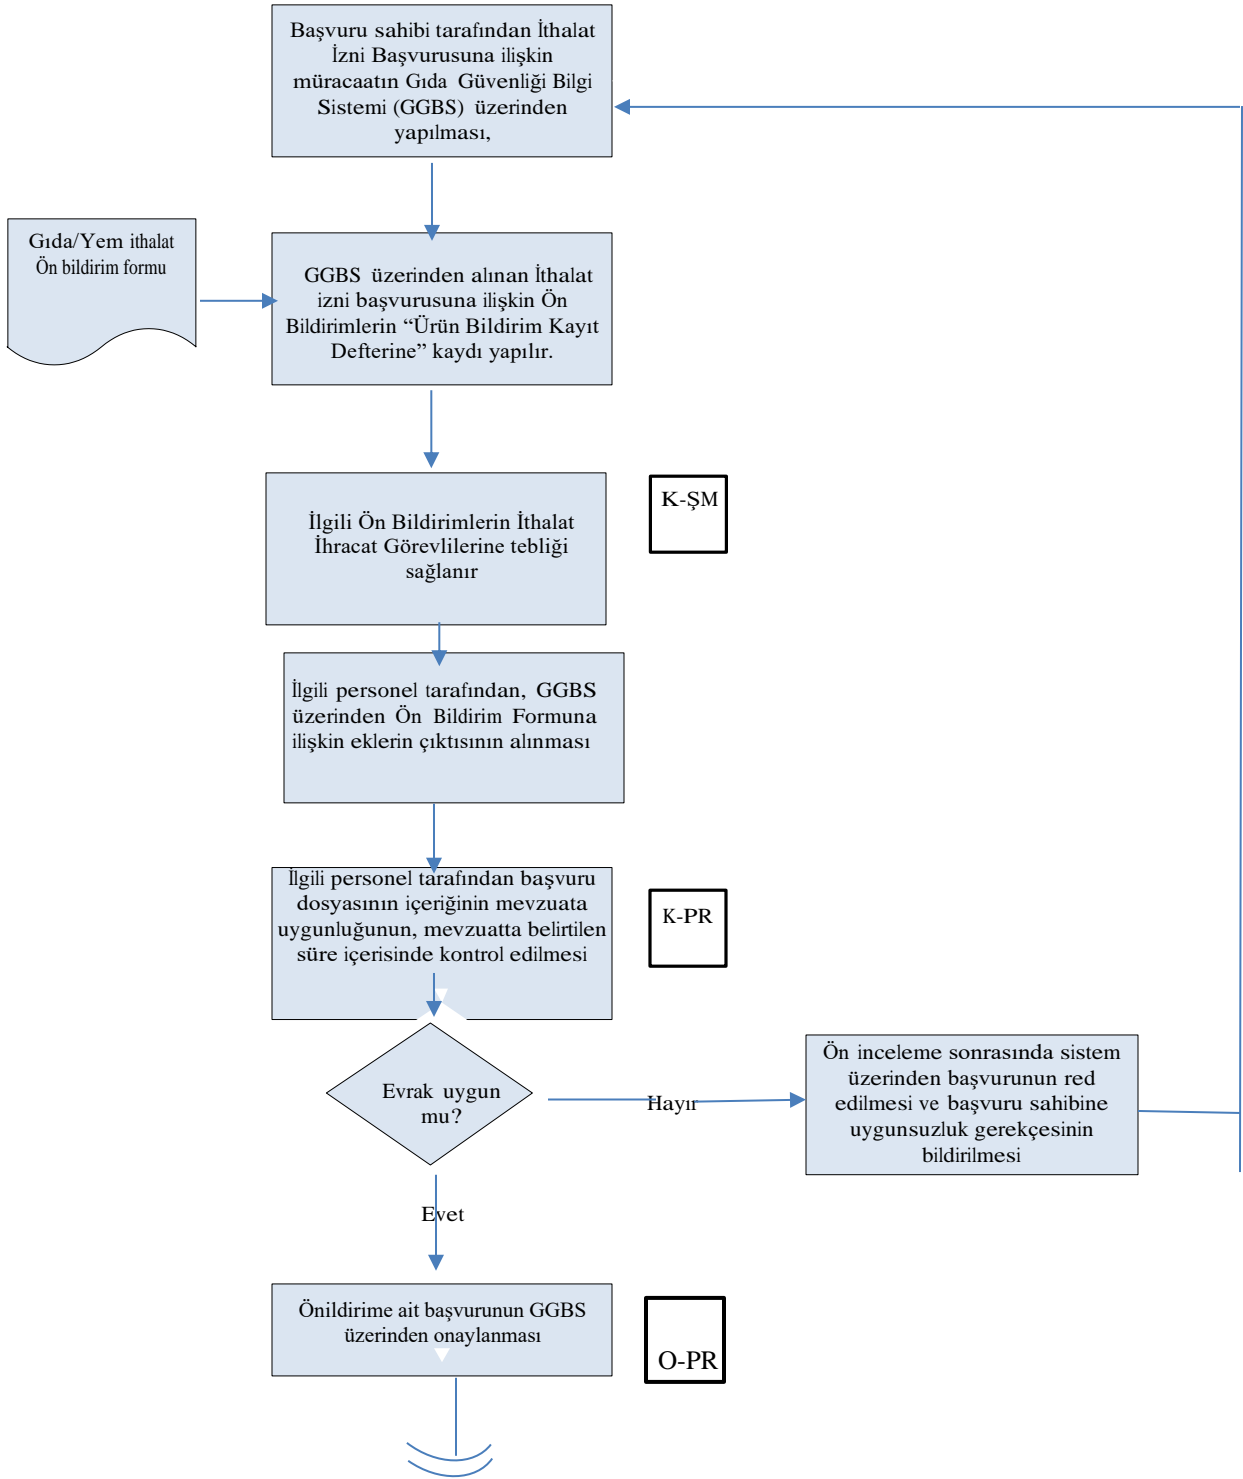 Başvuru sahibi tarafından İthalat
İzni Başvurusuna ilişkin
müracaatın Gıda Güvenliği Bilgi
Sistemi (GGBS) üzerinden
yapılması,
Gıda/Yem ithalat
Ön bildirim formu
GGBS üzerinden alınan İthalat
izni başvurusuna ilişkin Ön
Bildirimlerin “Ürün Bildirim Kayıt
Defterine” kaydı yapılır.
İlgili Ön Bildirimlerin İthalat
İhracat Görevlilerine tebliği
sağlanır
K-ŞM
İlgili personel tarafından, GGBS
üzerinden Ön Bildirim Formuna
ilişkin eklerin çıktısının alınması
İlgili personel tarafından başvuru
dosyasının içeriğinin mevzuata
uygunluğunun, mevzuatta belirtilen
süre içerisinde kontrol edilmesi
K-PR
Evrak uygun
mu?
Hayır
Ön inceleme sonrasında sistem
üzerinden başvurunun red
edilmesi ve başvuru sahibine
uygunsuzluk gerekçesinin
bildirilmesi
Evet
Önildirime ait başvurunun GGBS
üzerinden onaylanması
O-PR